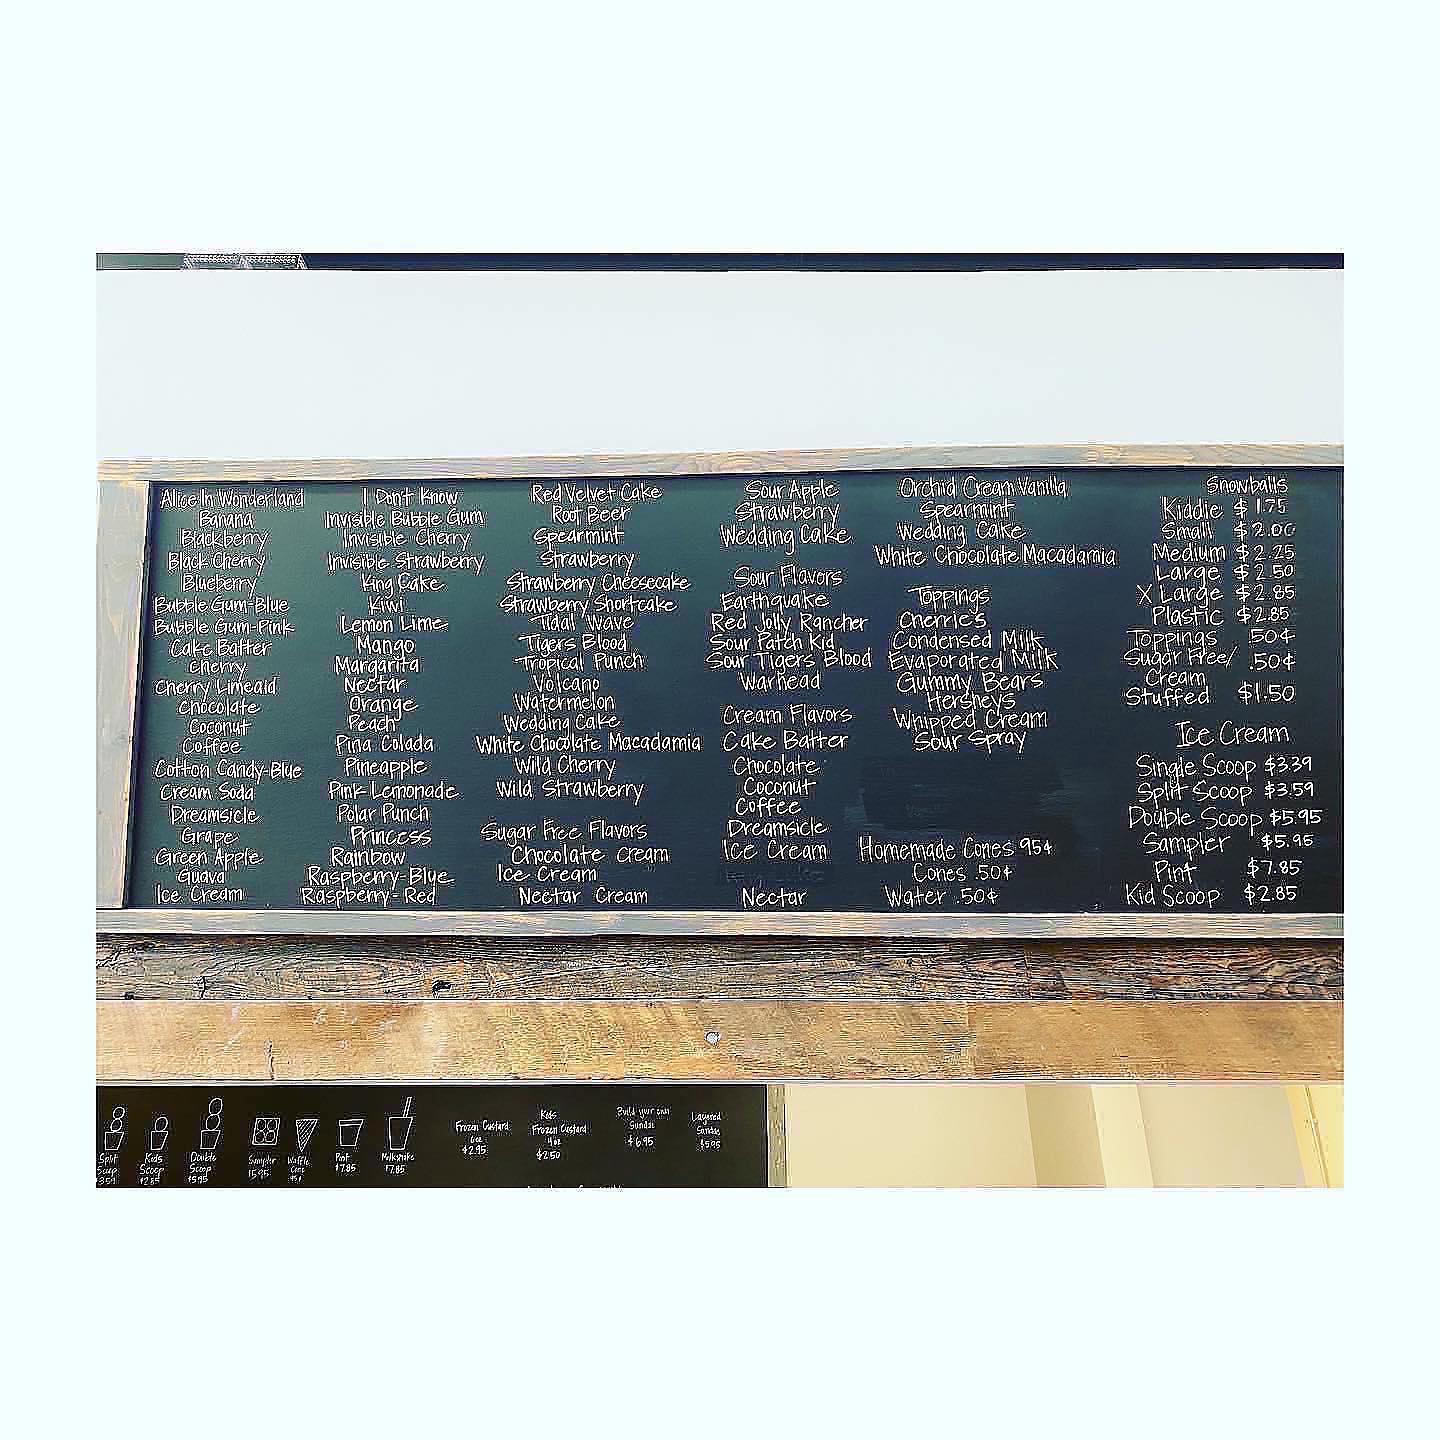 Alice In Wonderland
Banana
Blackberry
Black Cherry
Blueberry
Bubble Gum-Blue
Bubble Gum-Pink
Cake Batter
Cherry
Cherry Limeaid
Chocolate
Coconut
Coffee
Cotton Candy-Blue
Cream Soda
Dreamsicle
Grape
Green Apple
Guava
Ice Cream
I Don't Know
Invisible Bubble Gum
Invisible Cherry
Invisible Strawberry
King Cake
Kiwi
Lemon Lime
Mango
Margarita
Nectar
Orange
Peach
Pina Colada
Pineapple
Pink Lemonade
Polar Punch
Princess
Rainbow
Raspberry-Blue
Raspberry-Red
Red Velvet Cake
Root Beer
Spearmint
Strawberry
Strawberry Cheesecake
Strawberry Shortcake
Tidal Wave
Tigers Blood
Tropical Punch
Volcano
Watermelon
Wedding Cake
White Chocolate Macadamia
Wild Cherry
Wild Strawberry
Sugar Free Flavors
Chocolate Cream
Ice Cream
Nectar Cream
Sour Apple
Strawberry
Wedding Cake
Sour Flavors
Earthquake
Red Jolly Rancher
Sour Patch Kid
Sour Tigers Blood
Warhead
Cream Flavors
Cake Batter
Chocolate
Coconut
Coffee
Dreamsicle
Ice Cream
Nectar
Orchid Cream Vanilla
Spearmint
Wedding Cake
White Chocolate Macadamia
Toppings
Cherrie's
Condensed Milk
Evaporated Milk
Gummy Bears
Hersheys
Whipped Cream
Sour Spray
Homemade Cones 95¢
Cones .50¢
Water .50¢
Snowballs
Kiddie $1.75
Small $2.00
Medium $2.25
Large $2.50
X Large $2.85
Plastic $2.85
Toppings .50¢
Sugar Free/ .50¢
Cream
Stuffed $1.50
Ice Cream
Single Scoop $3.39
Split Scoop $3.59
Double Scoop $5.95
Sampler $5.95
Pint $7.85
Kid Scoop $2.85
Split
Scoop
3.59
Kids
Scoop
$2.85
Double
Scoop
$5.95
Sampler
$5.95
Waffle
Cone
95¢
Pint
$7.85
Milkshake
$7.85
Frozen Custard
6oz
$2.95
Kids
Frozen Custard
4oz
$2.50
Build your own
Sundae
$6.95
Layered
Sundae
$5.95